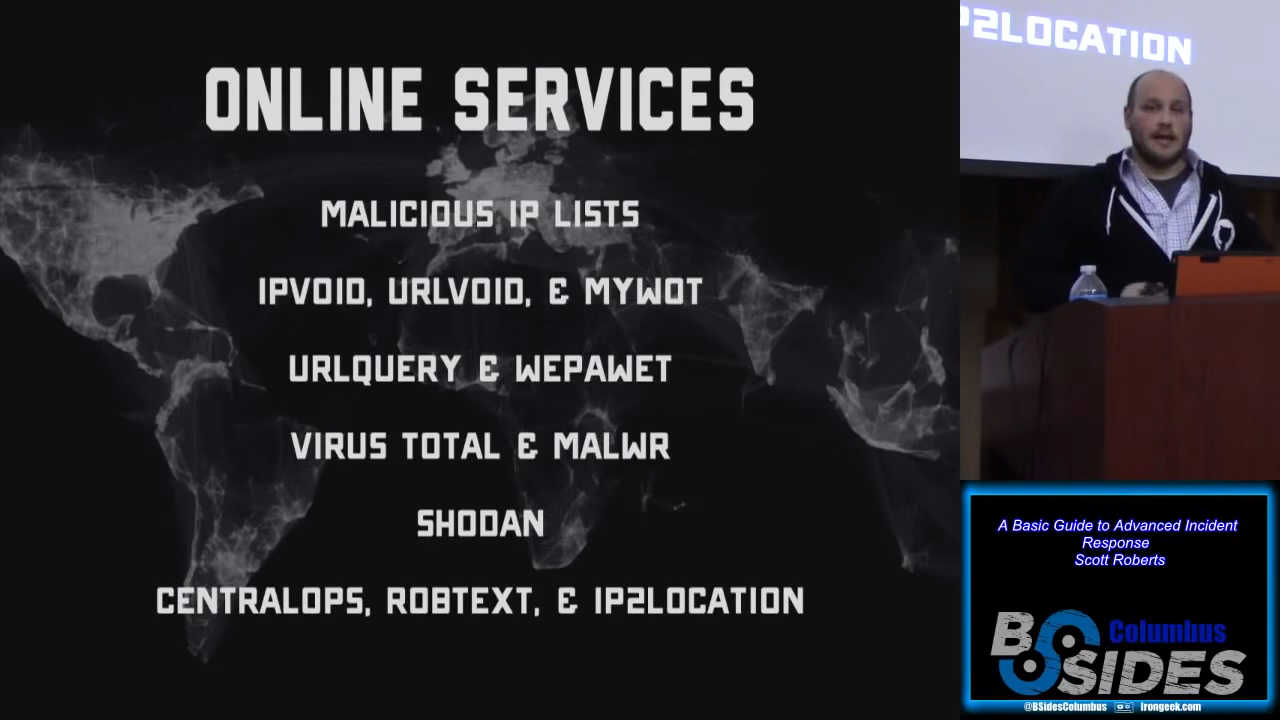 ONLINE SERVICES
MALICIOUS IP LISTS
IPVOID, URLVOID, & MYWOT
URLQUERY & WEPAWET
VIRUS TOTAL & MALWR
SHODAN
CENTRALOPS, ROBTEXT, & IP2LOCATION
P2LOCATION
A Basic Guide to Advanced Incident
Response
Scott Roberts
BSIDES
Columbus
@BSidesColumbus Irongeek.com